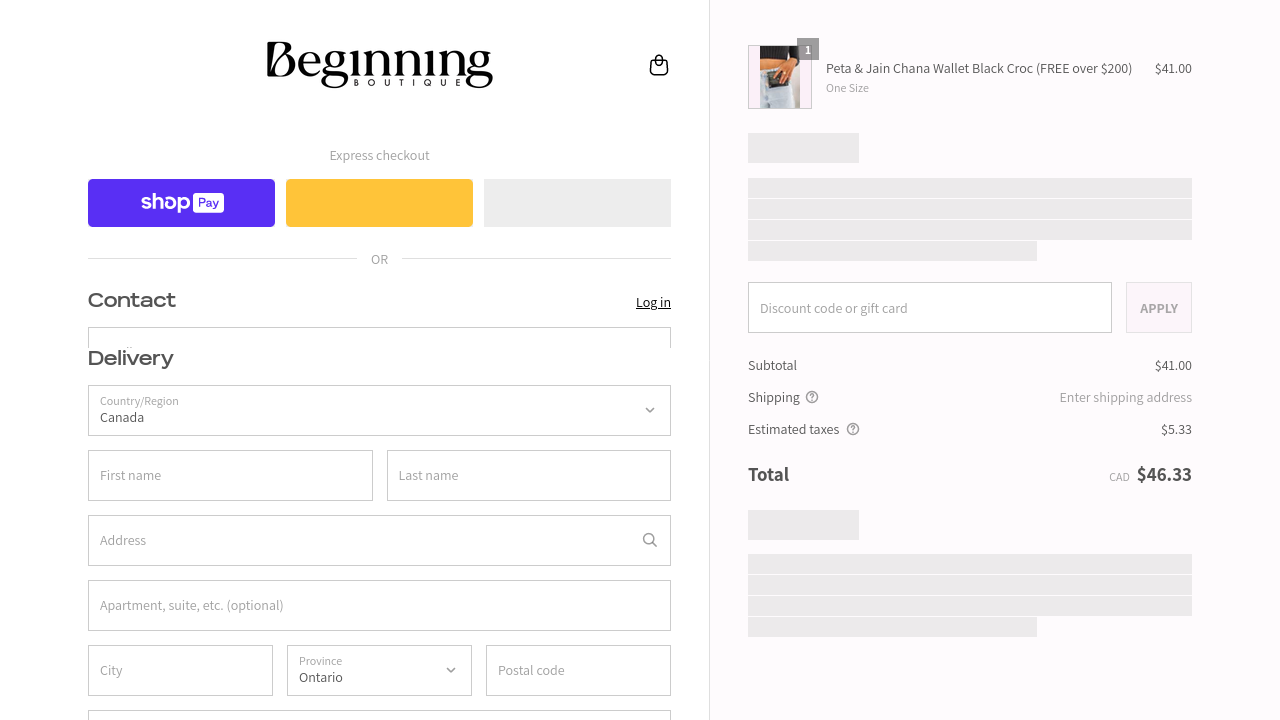 Beginning
BOUTIQUE
Express checkout
shop Pay
OR
Contact
Log in
Delivery
Country/Region
Canada
First name
Last name
Address
Apartment, suite, etc. (optional)
City
Province
Ontario
Postal code
1
Peta & Jain Chana Wallet Black Croc (FREE over $200)
$41.00
One Size
Discount code or gift card
APPLY
Subtotal
$41.00
Shipping
Enter shipping address
Estimated taxes
$5.33
Total
CAD $46.33